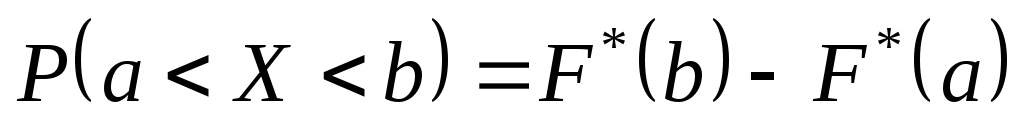 P(a < X < b) = F*(b) - F*(a)